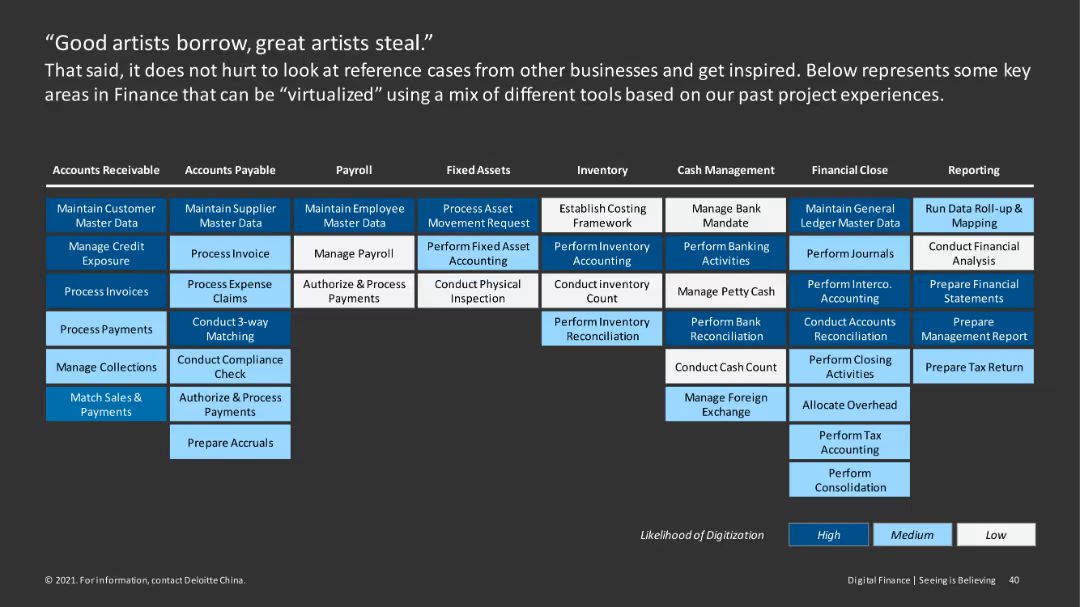 “Good artists borrow, great artists steal.”
That said, it does not hurt to look at reference cases from other businesses and get inspired. Below represents some key
areas in Finance that can be “virtualized” using a mix of different tools based on our past project experiences.
Accounts Receivable
Maintain Customer
Master Data
Manage Credit
Exposure
Process Invoices
Process Payments
Manage Collections
Match Sales &
Payments
Accounts Payable
Maintain Supplier
Master Data
Process Invoice
Process Expense
Claims
Conduct 3-way
Matching
Conduct Compliance
Check
Authorize & Process
Payments
Prepare Accruals
Payroll
Maintain Employee
Master Data
Manage Payroll
Authorize & Process
Payments
Fixed Assets
Process Asset
Movement Request
Perform Fixed Asset
Accounting
Conduct Physical
Inspection
Inventory
Establish Costing
Framework
Perform Inventory
Accounting
Conduct inventory
Count
Perform Inventory
Reconciliation
Cash Management
Manage Bank
Mandate
Perform Banking
Activities
Manage Petty Cash
Perform Bank
Reconciliation
Conduct Cash Count
Manage Foreign
Exchange
Financial Close
Maintain General
Ledger Master Data
Perform Journals
Perform Interco.
Accounting
Conduct Accounts
Reconciliation
Perform Closing
Activities
Allocate Overhead
Perform Tax
Accounting
Perform
Consolidation
Reporting
Run Data Roll-up &
Mapping
Conduct Financial
Analysis
Prepare Financial
Statements
Prepare
Management Report
Prepare Tax Return
Likelihood of Digitization
High
Medium
Low
© 2021. For information, contact Deloitte China.
Digital Finance | Seeing is Believing 40